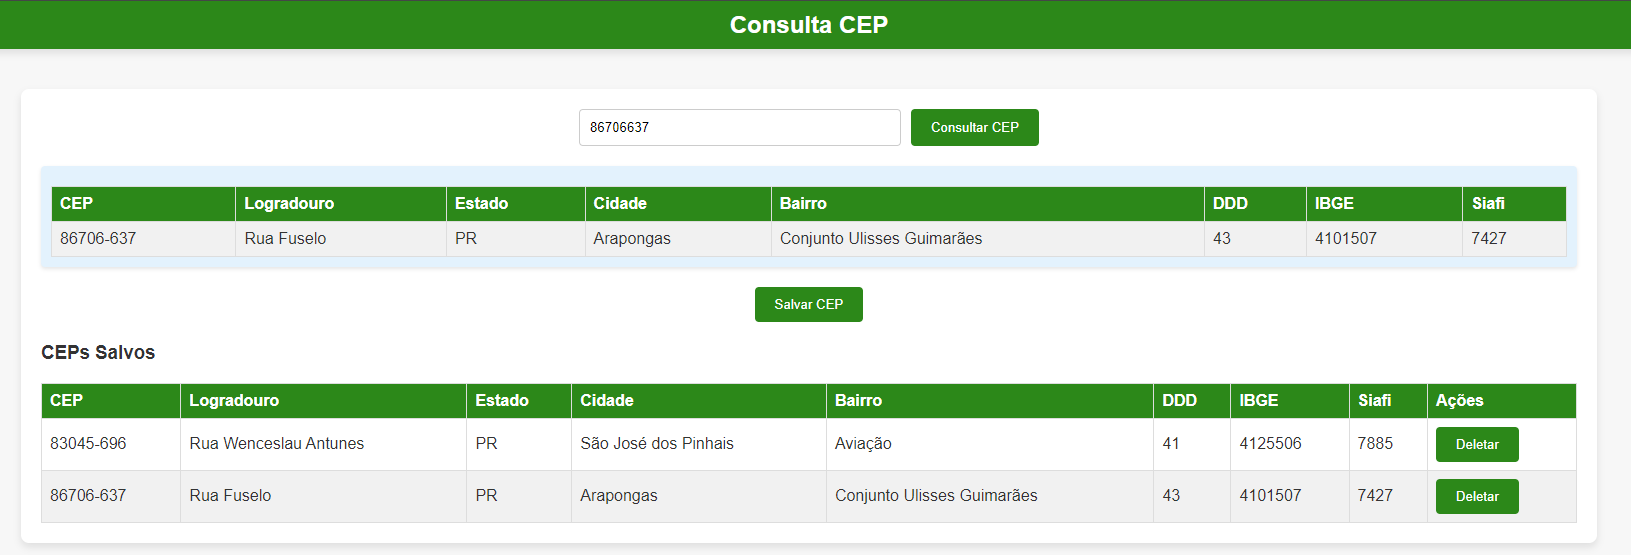 Consulta CEP
86706637 Consultar CEP
CEP Logradouro Estado Cidade Bairro DDD IBGE Siafi
86706-637 Rua Fuselo PR Arapongas Conjunto Ulisses Guimarães 43 4101507 7427
Salvar CEP
CEPs Salvos
CEP Logradouro Estado Cidade Bairro DDD IBGE Siafi Ações
83045-696 Rua Wenceslau Antunes PR São José dos Pinhais Aviação 41 4125506 7885 Deletar
86706-637 Rua Fuselo PR Arapongas Conjunto Ulisses Guimarães 43 4101507 7427 Deletar